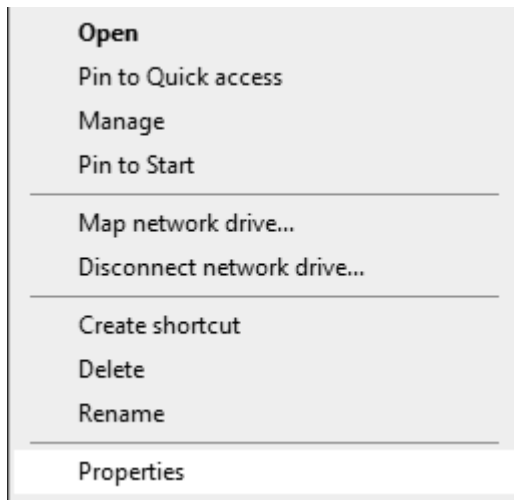 Open
Pin to Quick access
Manage
Pin to Start
Map network drive...
Disconnect network drive...
Create shortcut
Delete
Rename
Properties